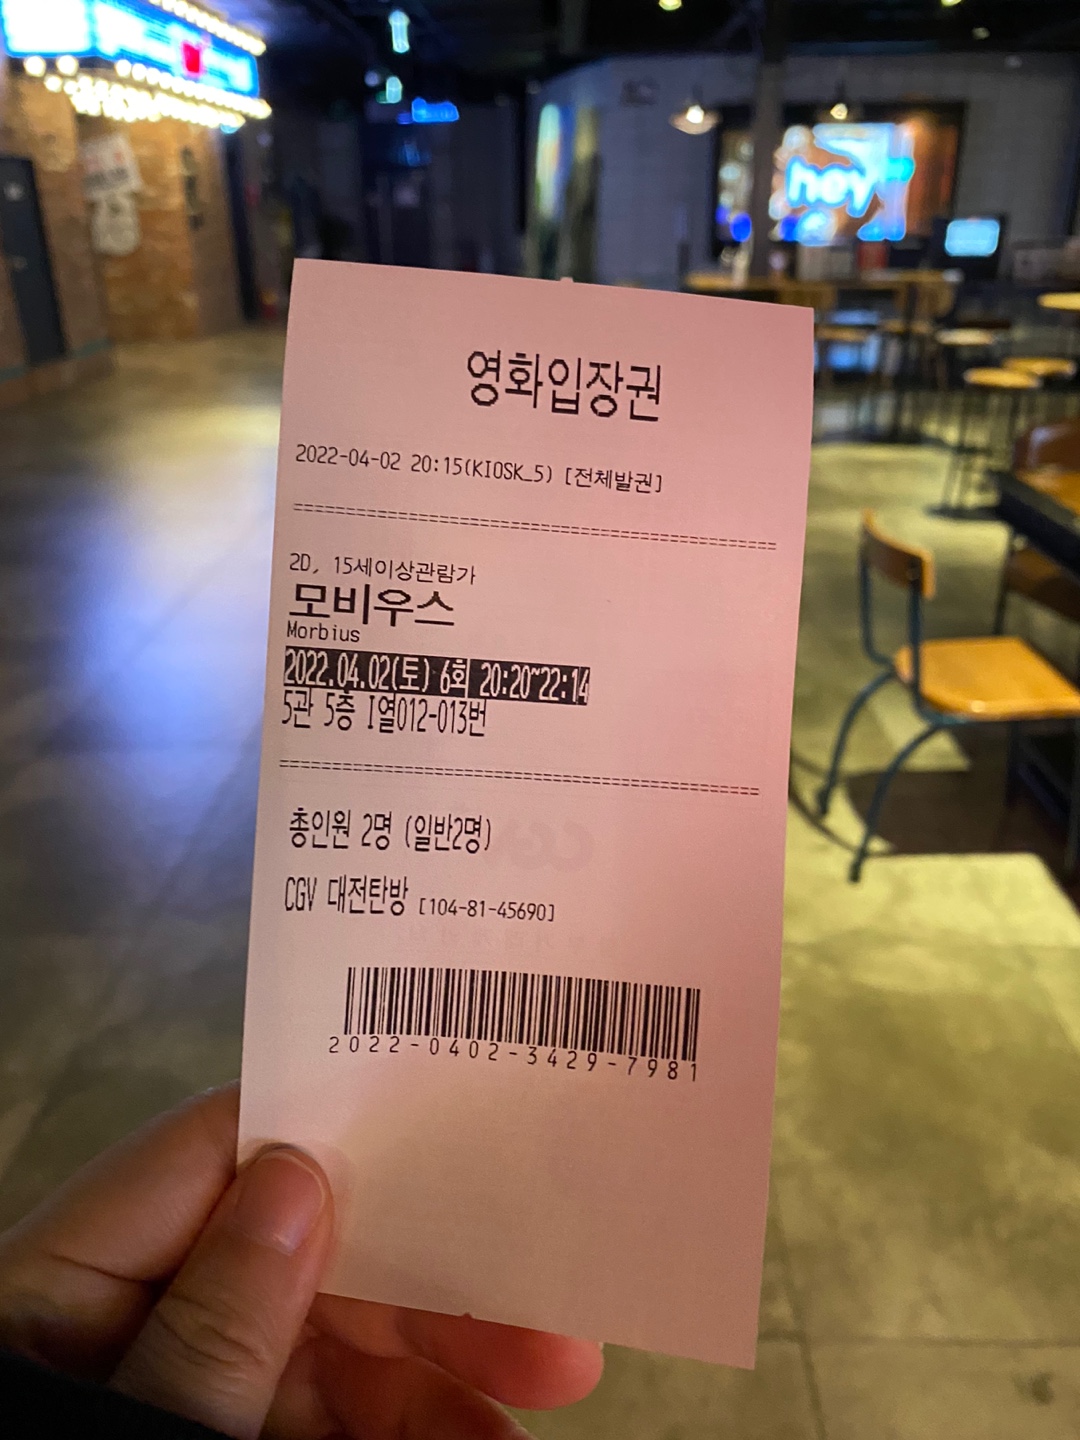 hey
영화입장권
2022-04-02 20:15(KIOSK_5) [전체발권]
2D, 15세이상관람가
모비우스
Morbius
2022.04.02(토) 6회 20:20~22:14
5관 5층 I열012-013번
총인원 2명 (일반2명)
CGV 대전탄방 [104-81-45690]
2022-0402-3429-7981